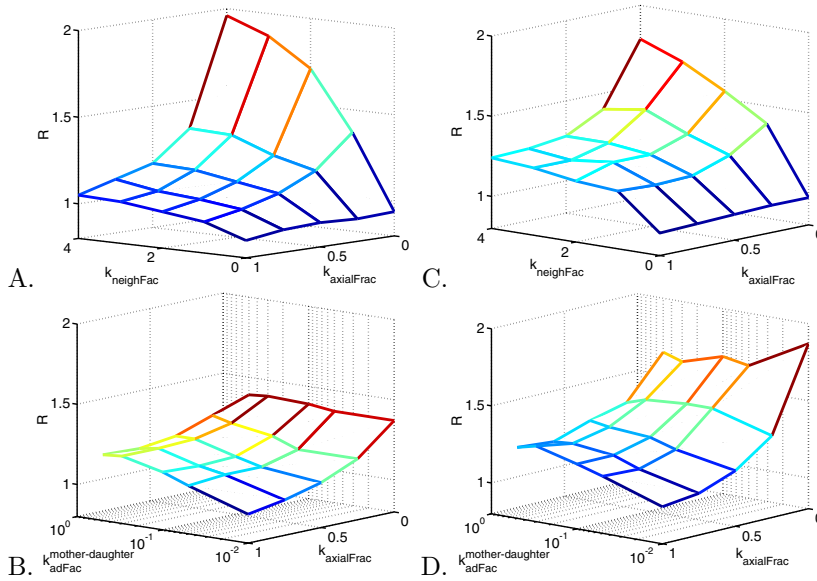 2
1.5
R
1
4
2
0
1
0.5
0
k_neighFac
k_axialFrac
A.
2
1.5
R
1
4
2
0
1
0.5
0
k_neighFac
k_axialFrac
C.
2
1.5
R
1
10^0
10^-1
10^-2
1
0.5
0
k_adFac^mother-daughter
k_axialFrac
B.
2
1.5
R
1
10^0
10^-1
10^-2
1
0.5
0
k_adFac^mother-daughter
k_axialFrac
D.